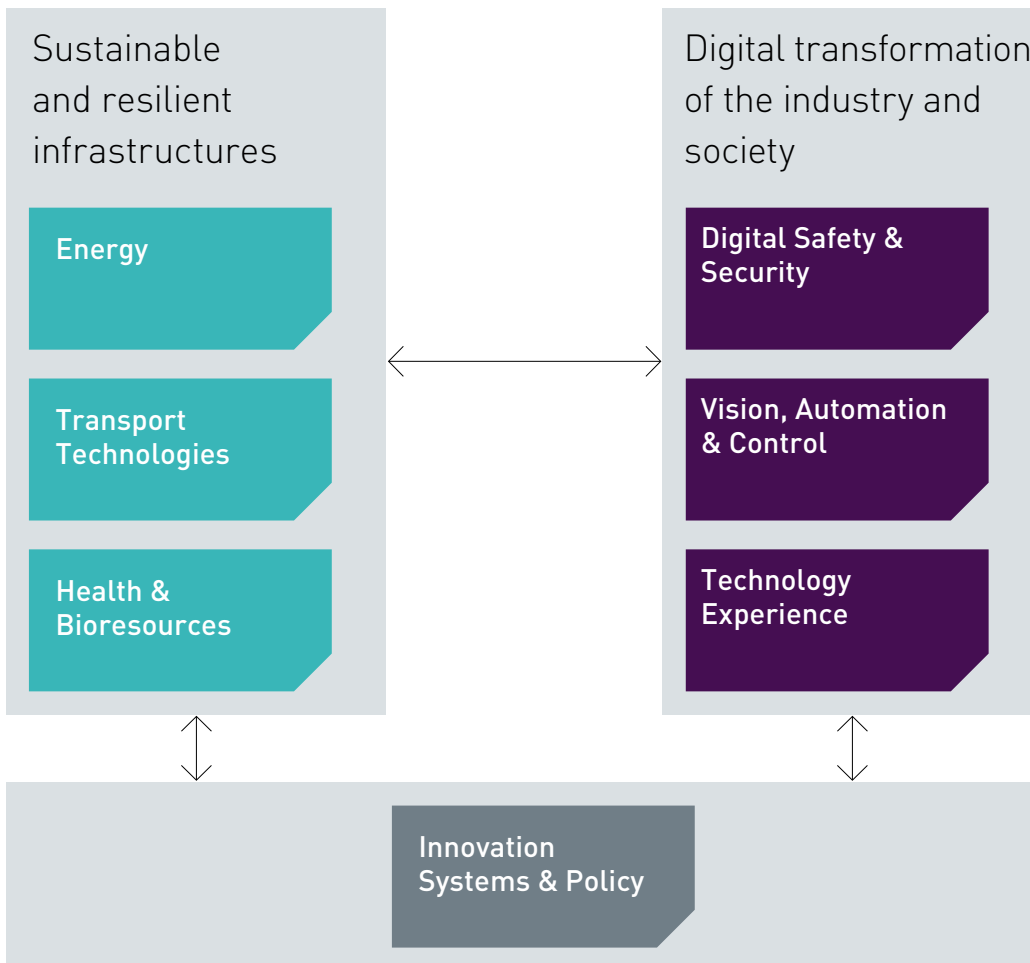 Sustainable
and resilient
infrastructures
Energy
Transport
Technologies
Health &
Bioresources
Digital transformation
of the industry and
society
Digital Safety &
Security
Vision, Automation
& Control
Technology
Experience
Innovation
Systems & Policy